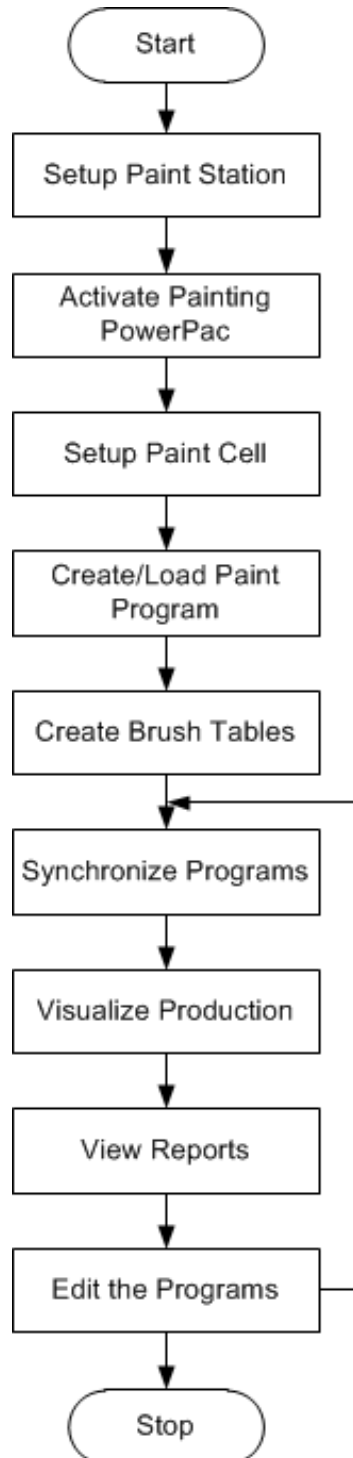 Start
Setup Paint Station
Activate Painting
PowerPac
Setup Paint Cell
Create/Load Paint
Program
Create Brush Tables
Synchronize Programs
Visualize Production
View Reports
Edit the Programs
Stop